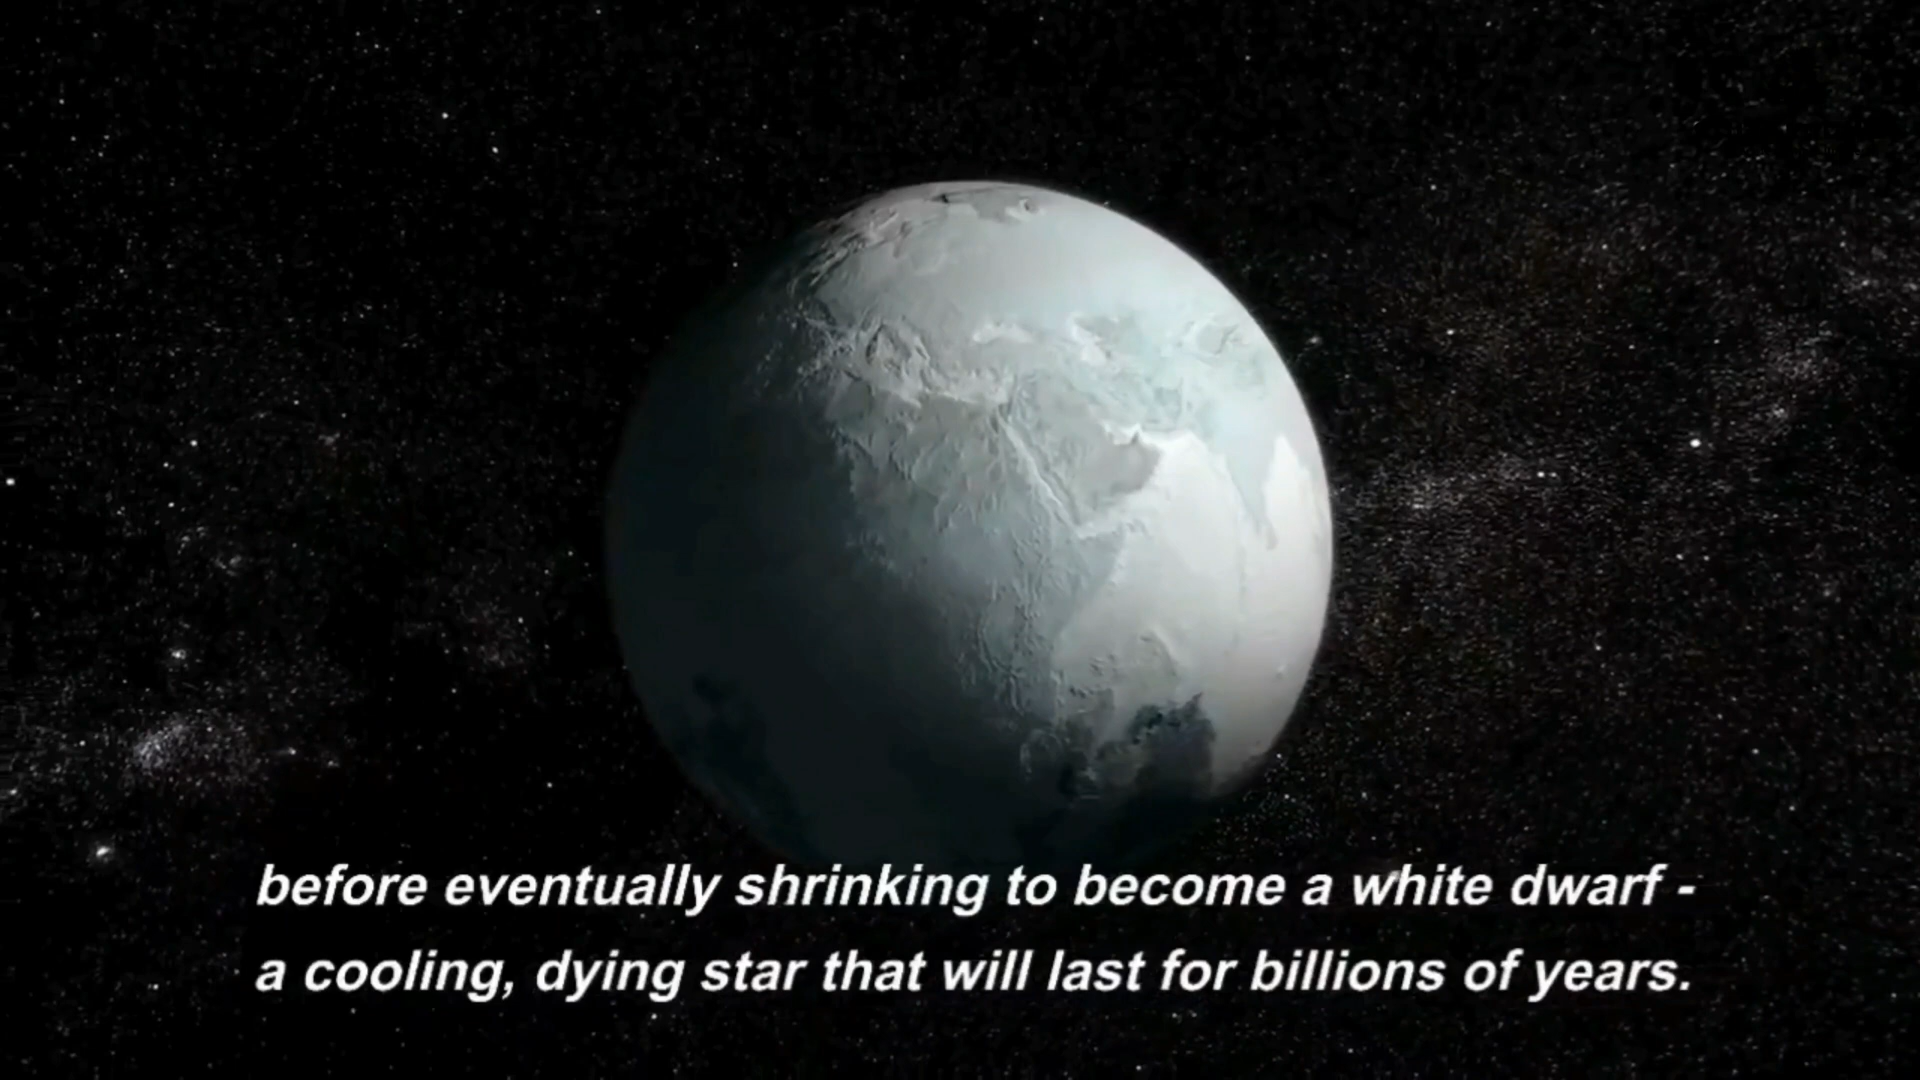 before eventually shrinking to become a white dwarf -
a cooling, dying star that will last for billions of years.